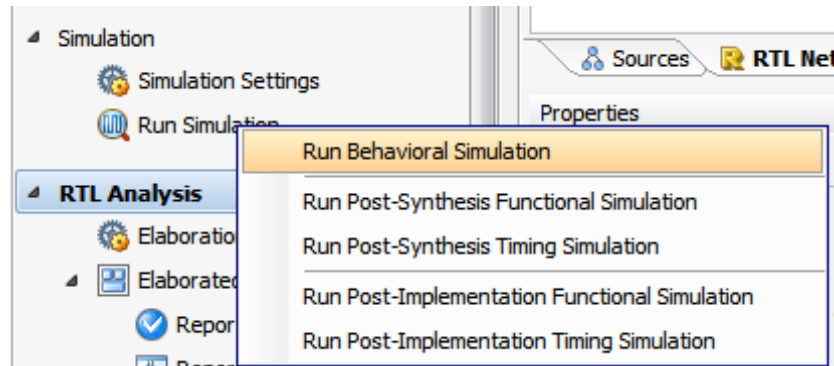 Simulation
Simulation Settings
Run Simulation
RTL Analysis
Sources
RTL Net
Properties
Run Behavioral Simulation
Run Post-Synthesis Functional Simulation
Run Post-Synthesis Timing Simulation
Run Post-Implementation Functional Simulation
Run Post-Implementation Timing Simulation
Elaboratio
Elaborated
Repor